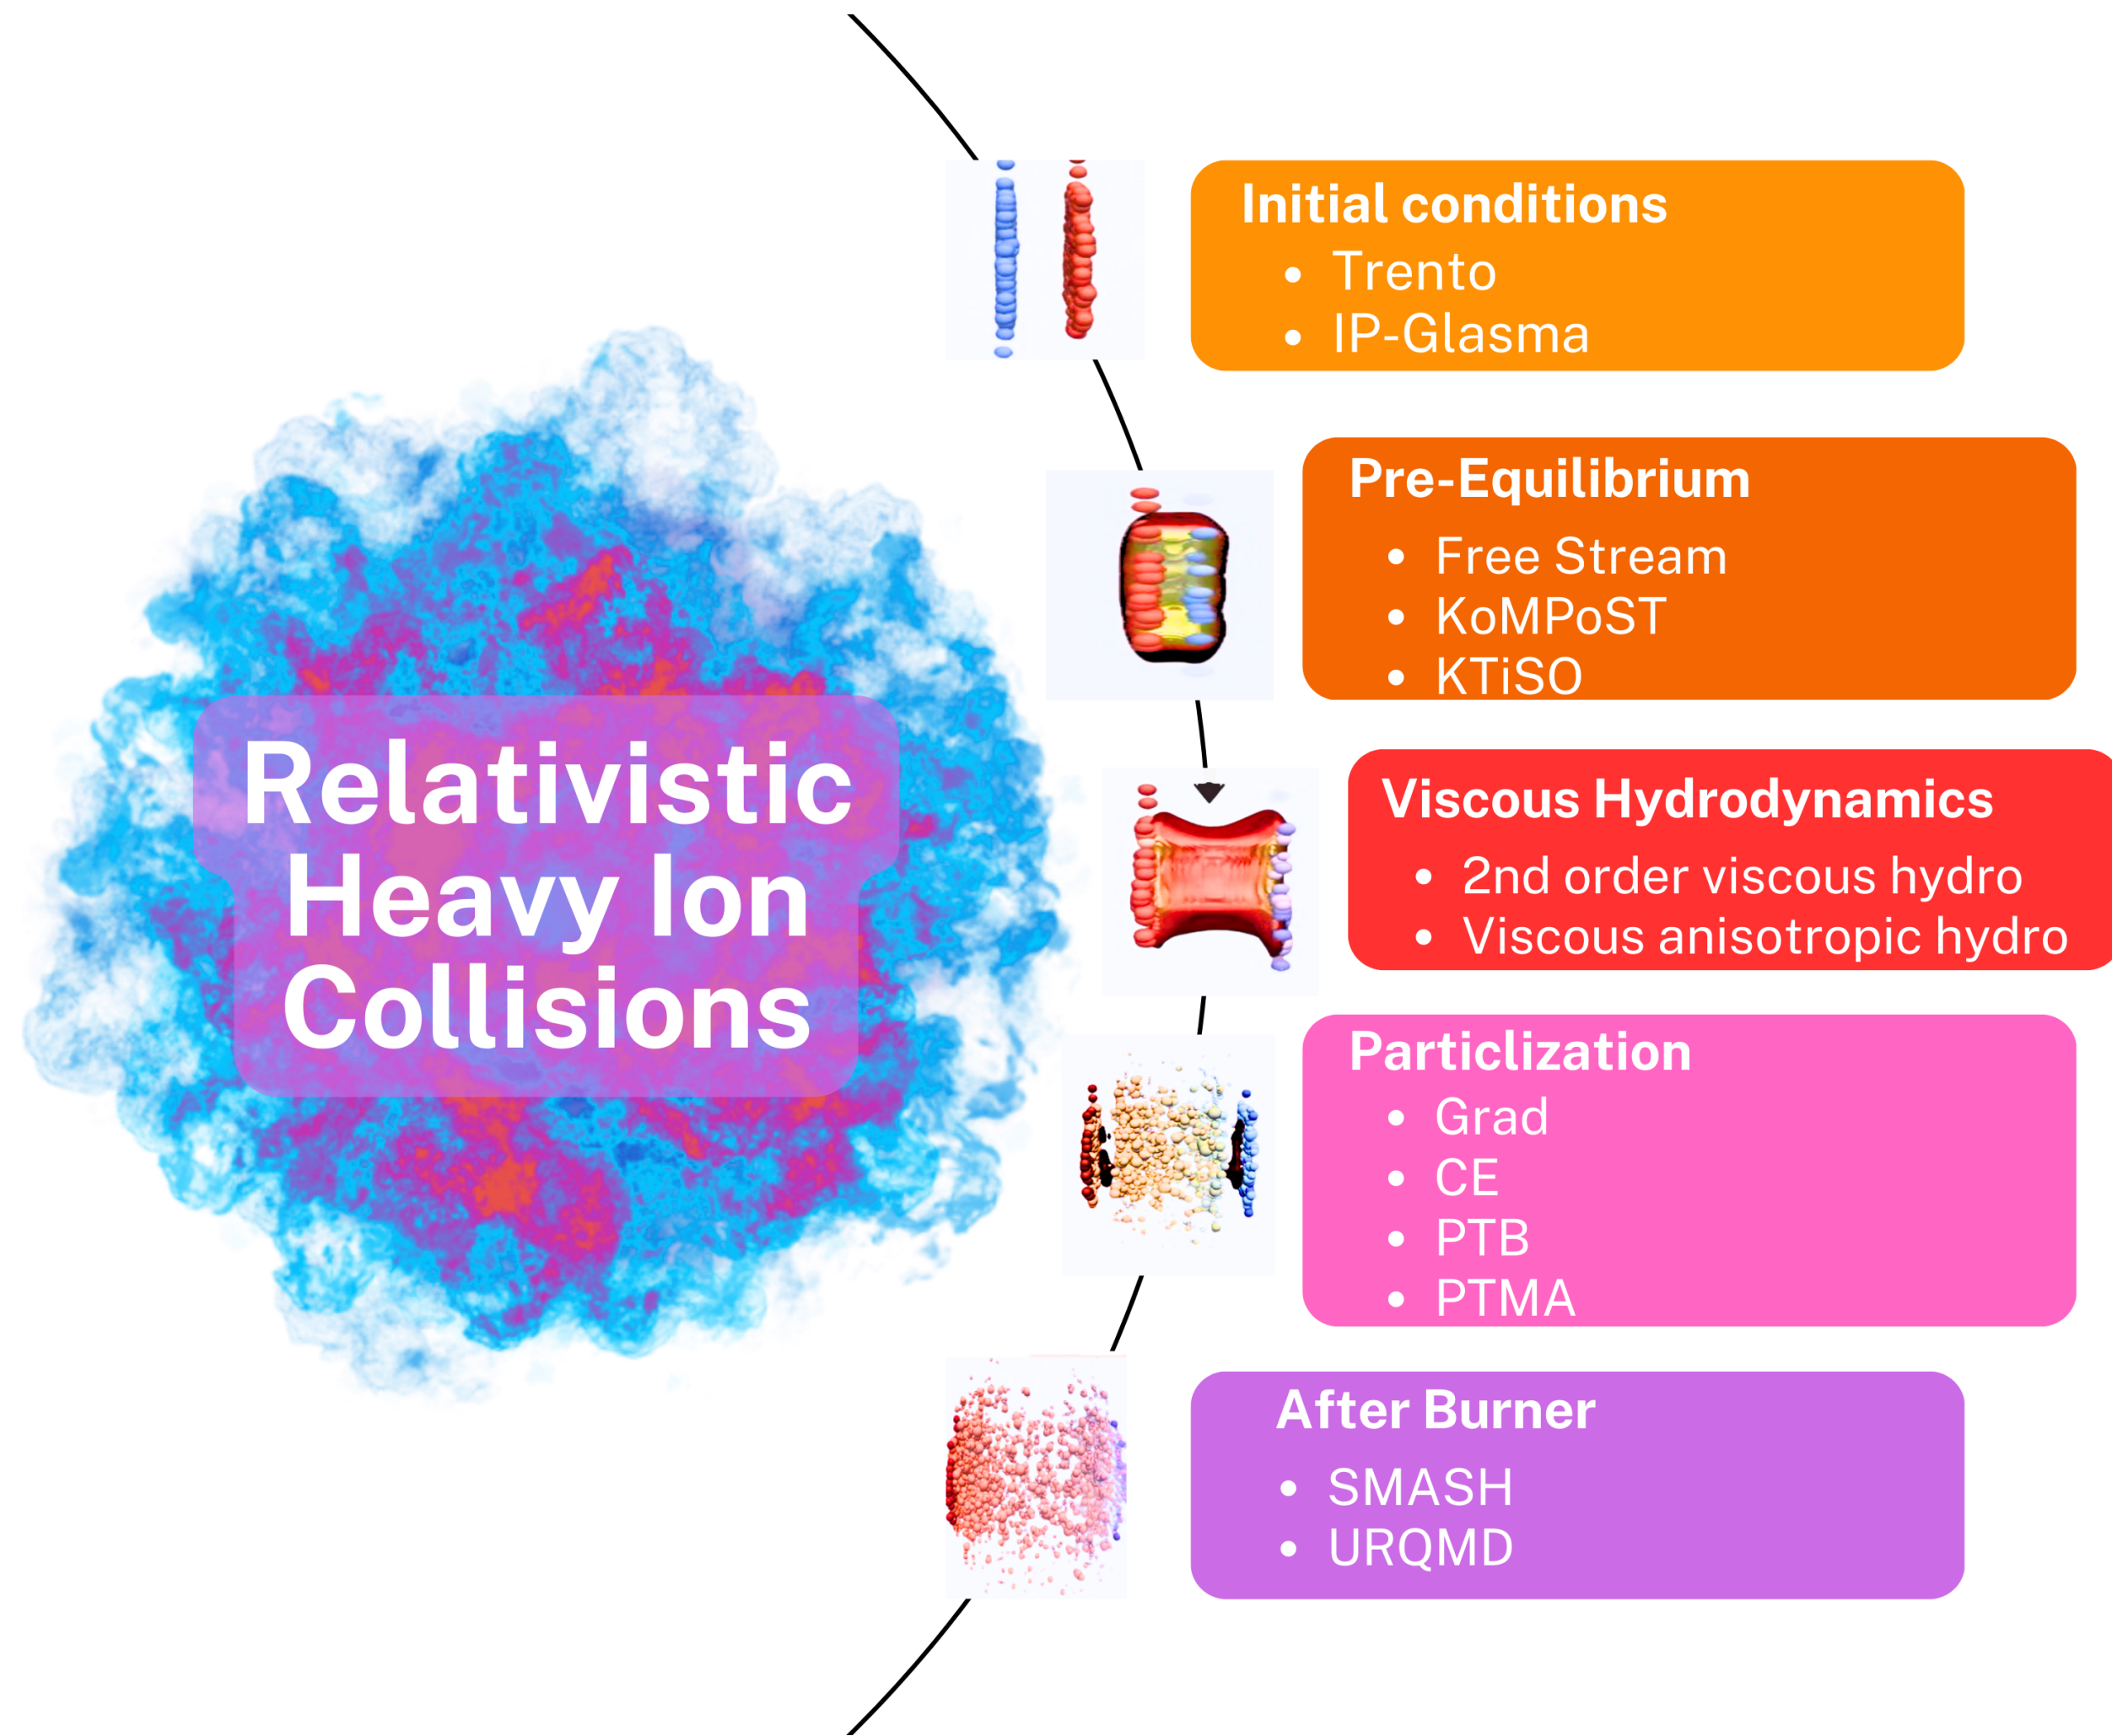 Relativistic
Heavy Ion
Collisions
Initial conditions
• Trento
• IP-Glasma
Pre-Equilibrium
• Free Stream
• KoMPoST
• KTiSO
Viscous Hydrodynamics
• 2nd order viscous hydro
• Viscous anisotropic hydro
Particlization
• Grad
• CE
• PTB
• PTMA
After Burner
• SMASH
• URQMD